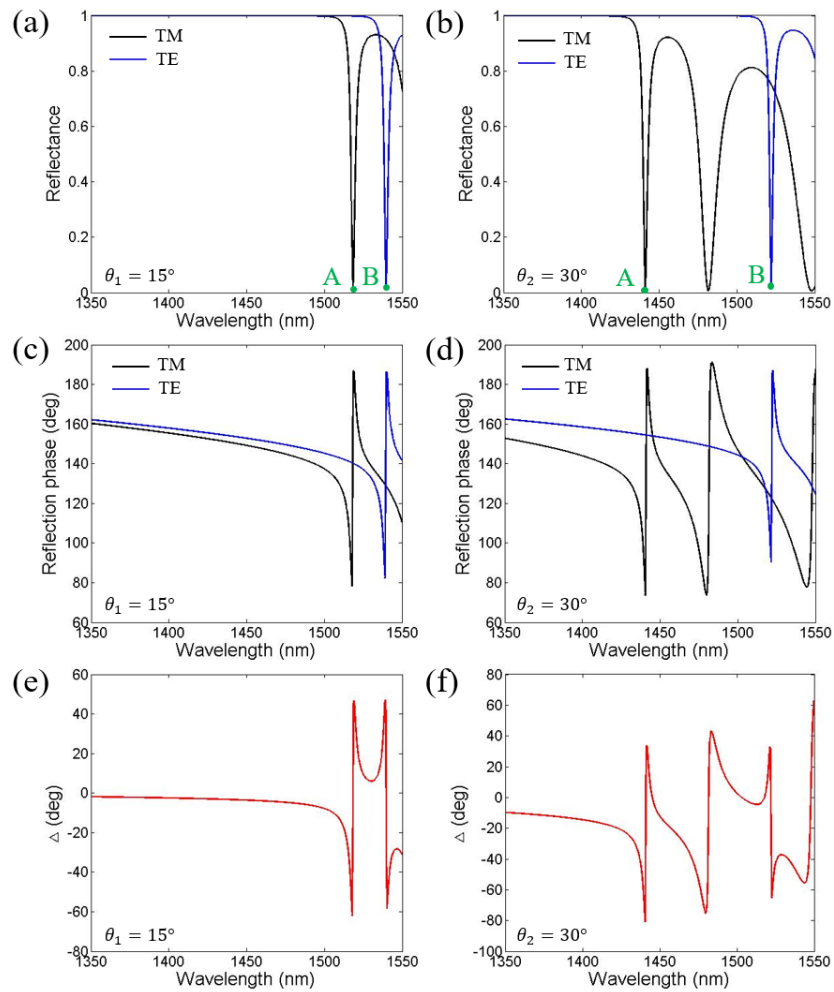 (a)
1
0.8
0.6
0.4
0.2
0
Reflectance
TM
TE
A
B
θ₁ = 15°
1350 1400 1450 1500 1550
Wavelength (nm)
(b)
1
0.8
0.6
0.4
0.2
0
Reflectance
TM
TE
A
B
θ₂ = 30°
1350 1400 1450 1500 1550
Wavelength (nm)
(c)
200
180
160
140
120
100
80
60
Reflection phase (deg)
TM
TE
θ₁ = 15°
1350 1400 1450 1500 1550
Wavelength (nm)
(d)
200
180
160
140
120
100
80
60
Reflection phase (deg)
TM
TE
θ₂ = 30°
1350 1400 1450 1500 1550
Wavelength (nm)
(e)
60
40
20
0
-20
-40
-60
-80
Δ (deg)
θ₁ = 15°
1350 1400 1450 1500 1550
Wavelength (nm)
(f)
80
60
40
20
0
-20
-40
-60
-80
-100
Δ (deg)
θ₂ = 30°
1350 1400 1450 1500 1550
Wavelength (nm)